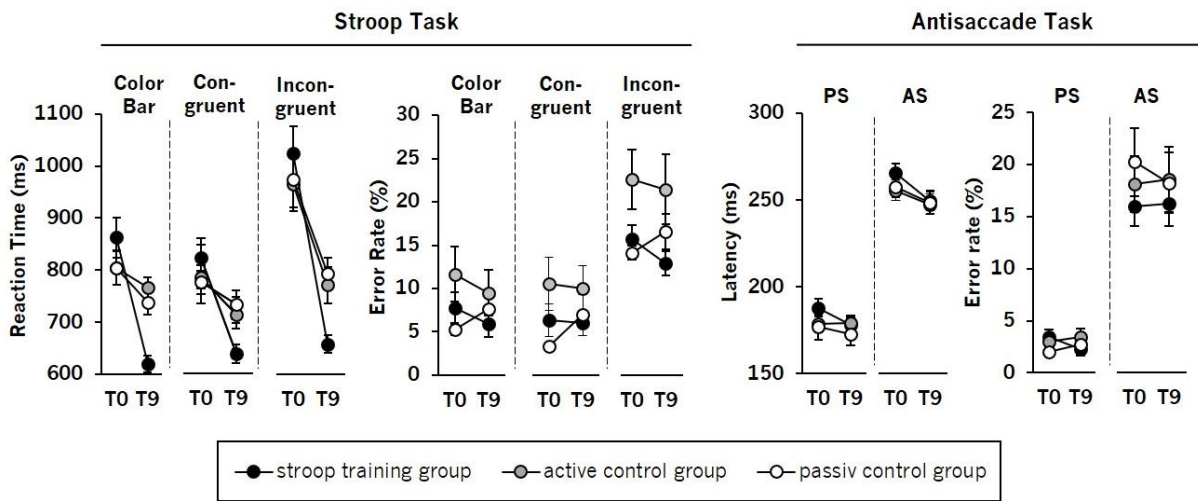 Stroop Task
Antisaccade Task
Color
Bar
Con-
gruent
Incon-
gruent
Color
Bar
Con-
gruent
Incon-
gruent
PS
AS
PS
AS
Reaction Time (ms)
1100
1000
900
800
700
600
T0 T9
T0 T9
T0 T9
Error Rate (%)
30
25
20
15
10
5
0
T0 T9
T0 T9
T0 T9
Latency (ms)
300
250
200
150
T0 T9
T0 T9
Error rate (%)
25
20
15
10
5
0
T0 T9
T0 T9
stroop training group
active control group
passiv control group